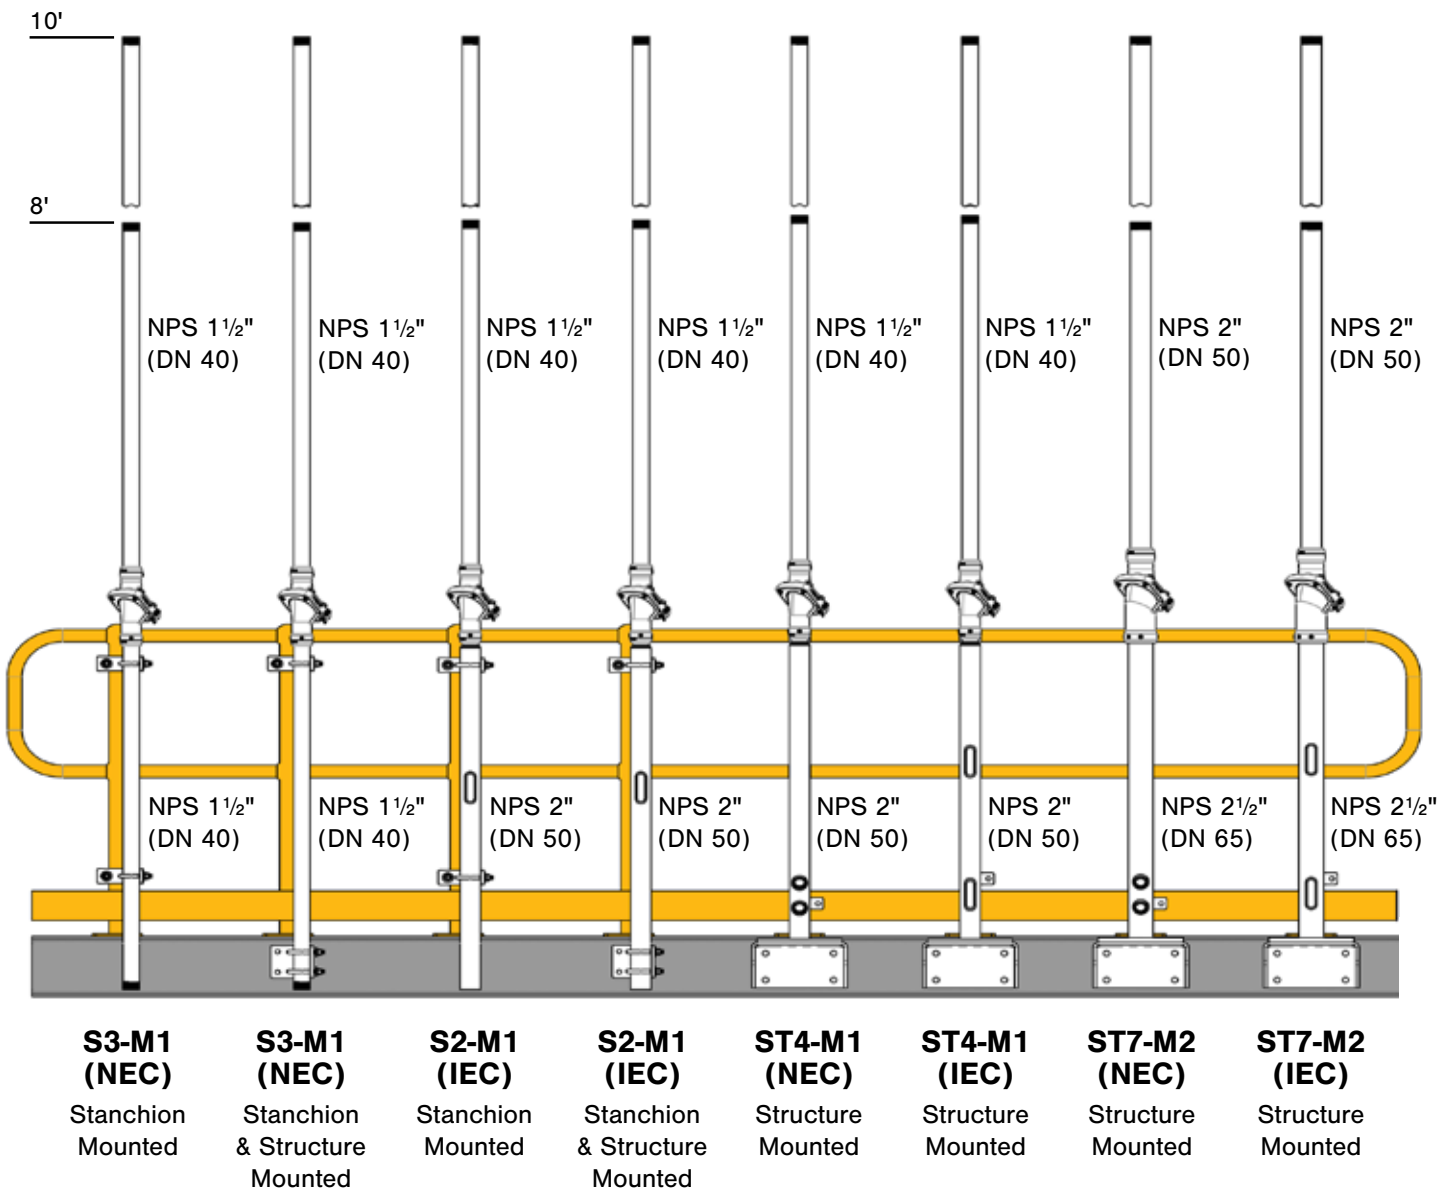 10'
8'
NPS 1½"
(DN 40)
NPS 1½"
(DN 40)
NPS 1½"
(DN 40)
NPS 1½"
(DN 40)
NPS 1½"
(DN 40)
NPS 1½"
(DN 40)
NPS 2"
(DN 50)
NPS 2"
(DN 50)
NPS 1½"
(DN 40)
NPS 1½"
(DN 40)
NPS 2"
(DN 50)
NPS 2"
(DN 50)
NPS 2"
(DN 50)
NPS 2"
(DN 50)
NPS 2½"
(DN 65)
NPS 2½"
(DN 65)
S3-M1
(NEC)
Stanchion
Mounted
S3-M1
(NEC)
Stanchion
& Structure
Mounted
S2-M1
(IEC)
Stanchion
Mounted
S2-M1
(IEC)
Stanchion
& Structure
Mounted
ST4-M1
(NEC)
Structure
Mounted
ST4-M1
(IEC)
Structure
Mounted
ST7-M2
(NEC)
Structure
Mounted
ST7-M2
(IEC)
Structure
Mounted